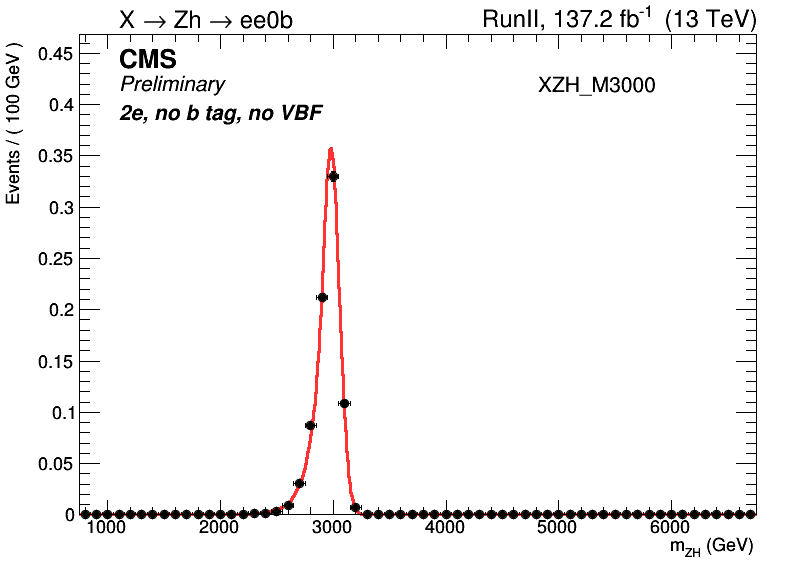 X → Zh → ee0b
RunII, 137.2 fb⁻¹ (13 TeV)
CMS
Preliminary
2e, no b tag, no VBF
XZH_M3000
Events / ( 100 GeV )
0.45
0.4
0.35
0.3
0.25
0.2
0.15
0.1
0.05
0
1000 2000 3000 4000 5000 6000
m_ZH (GeV)